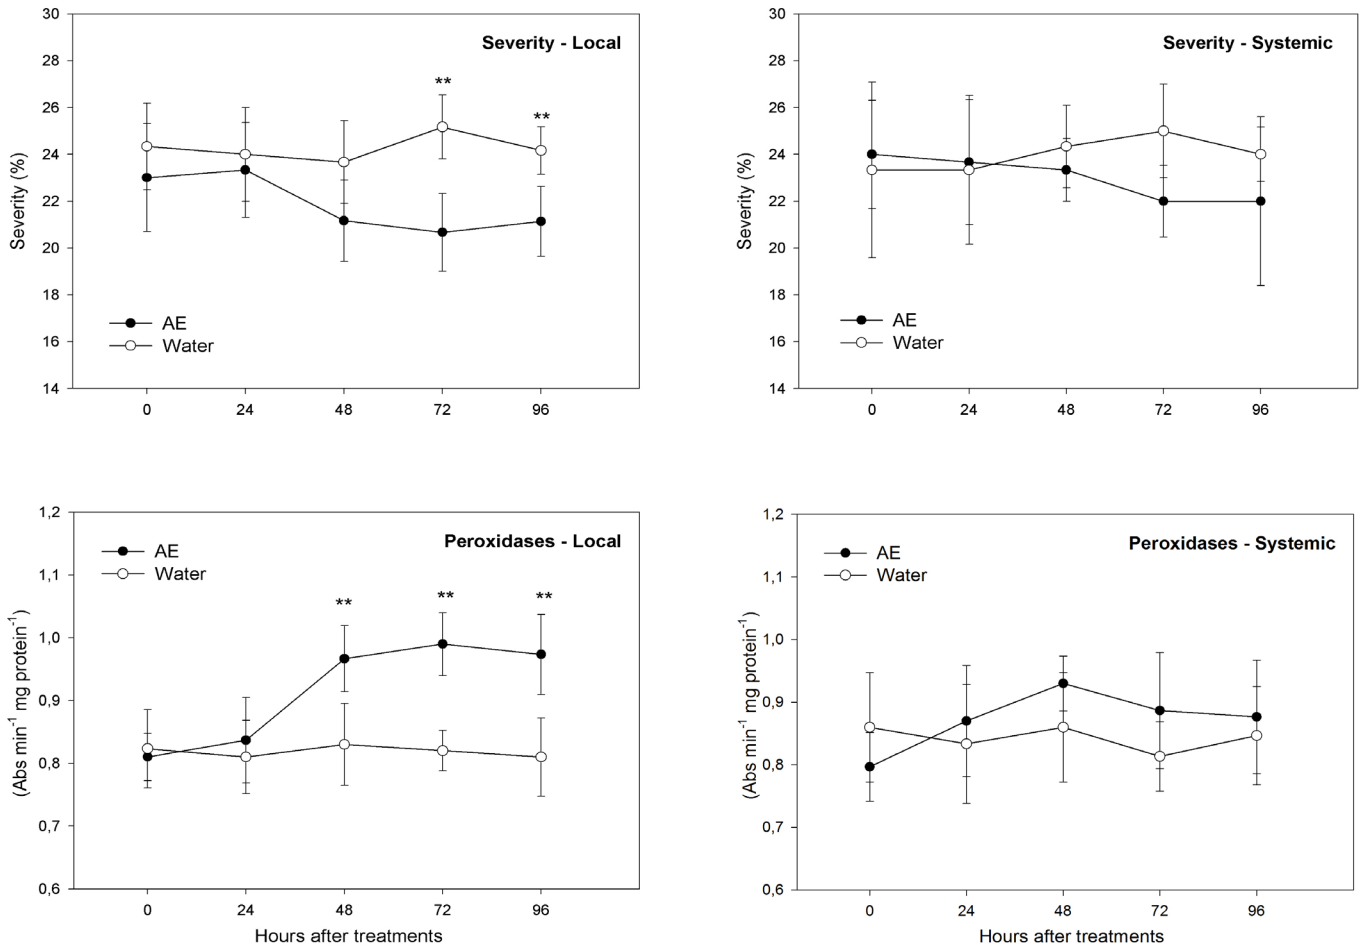 Severity - Local
Severity (%)
30
28
26
24
22
20
18
16
14
**
**
AE
Water
0 24 48 72 96
Severity - Systemic
Severity (%)
30
28
26
24
22
20
18
16
14
AE
Water
0 24 48 72 96
Peroxidases - Local
(Abs min-1 mg protein-1)
1,2
1,1
1,0
0,9
0,8
0,7
0,6
AE
Water
** ** **
0 24 48 72 96
Hours after treatments
Peroxidases - Systemic
(Abs min-1 mg protein-1)
1,2
1,1
1,0
0,9
0,8
0,7
0,6
AE
Water
0 24 48 72 96
Hours after treatments